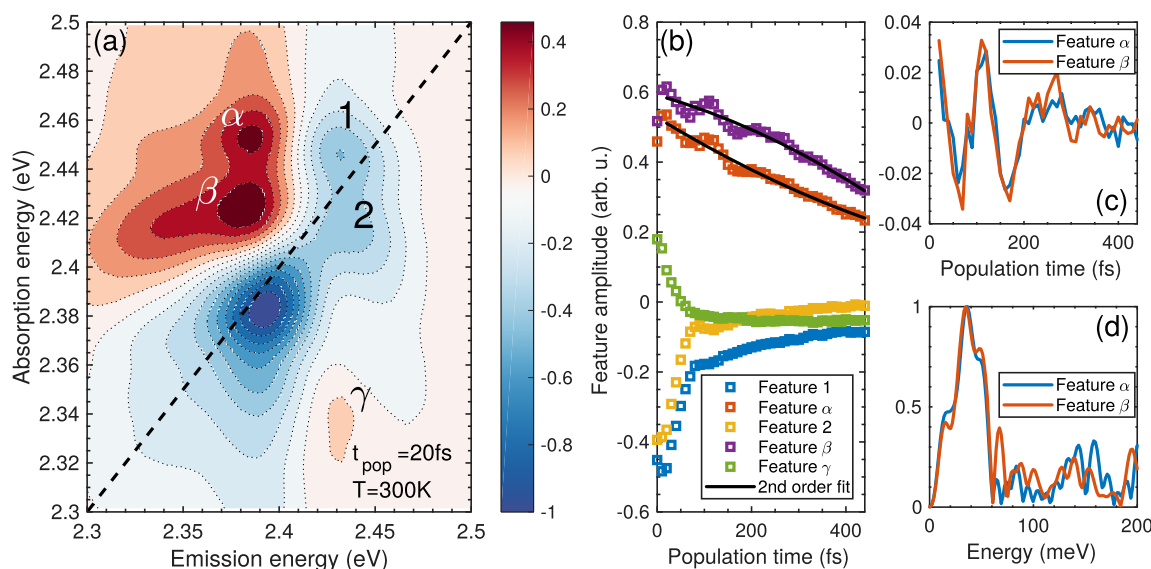 (a)
α
β
1
2
γ
t_pop =20fs
T=300K
Absorption energy (eV)
2.5
2.48
2.46
2.44
2.42
2.4
2.38
2.36
2.34
2.32
2.3
2.3
2.35
2.4
2.45
2.5
Emission energy (eV)
0.4
0.2
0
-0.2
-0.4
-0.6
-0.8
-1
(b)
Feature amplitude (arb. u.)
0.8
0.6
0.4
0.2
0
-0.2
-0.4
-0.6
Feature 1
Feature α
Feature 2
Feature β
Feature γ
2nd order fit
0
200
400
Population time (fs)
0.04
0.02
0
-0.02
-0.04
Feature α
Feature β
(c)
0
200
400
Population time (fs)
1
0.5
0
(d)
Feature α
Feature β
0
100
200
Energy (meV)